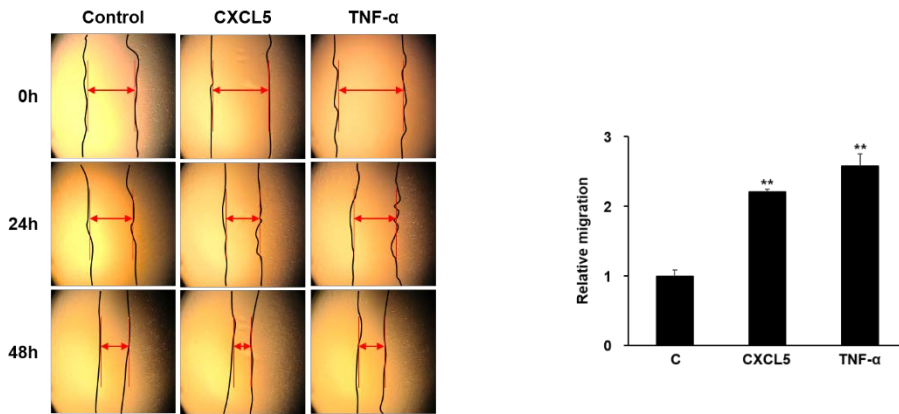 Control CXCL5 TNF-α
0h
24h
48h
Relative migration
3
2
1
0
**
**
C CXCL5 TNF-α